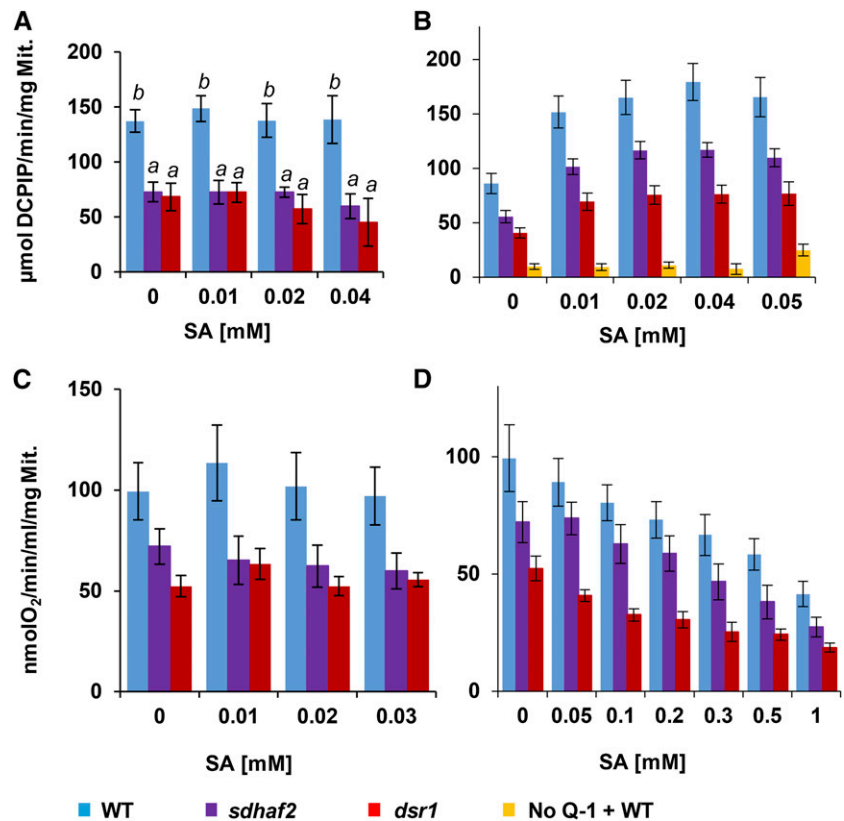 A
B
µmol DCPIP/min/mg Mit.
200
150
100
50
0
b
b
b
b
a a
a a
a a
a a
0 0.01 0.02 0.04
SA [mM]
200
150
100
50
0
0 0.01 0.02 0.04 0.05
SA [mM]
C
D
nmolO₂/min/ml/mg Mit.
150
100
50
0
0 0.01 0.02 0.03
SA [mM]
100
50
0
0 0.05 0.1 0.2 0.3 0.5 1
SA [mM]
WT sdhaf2 dsr1 No Q-1 + WT